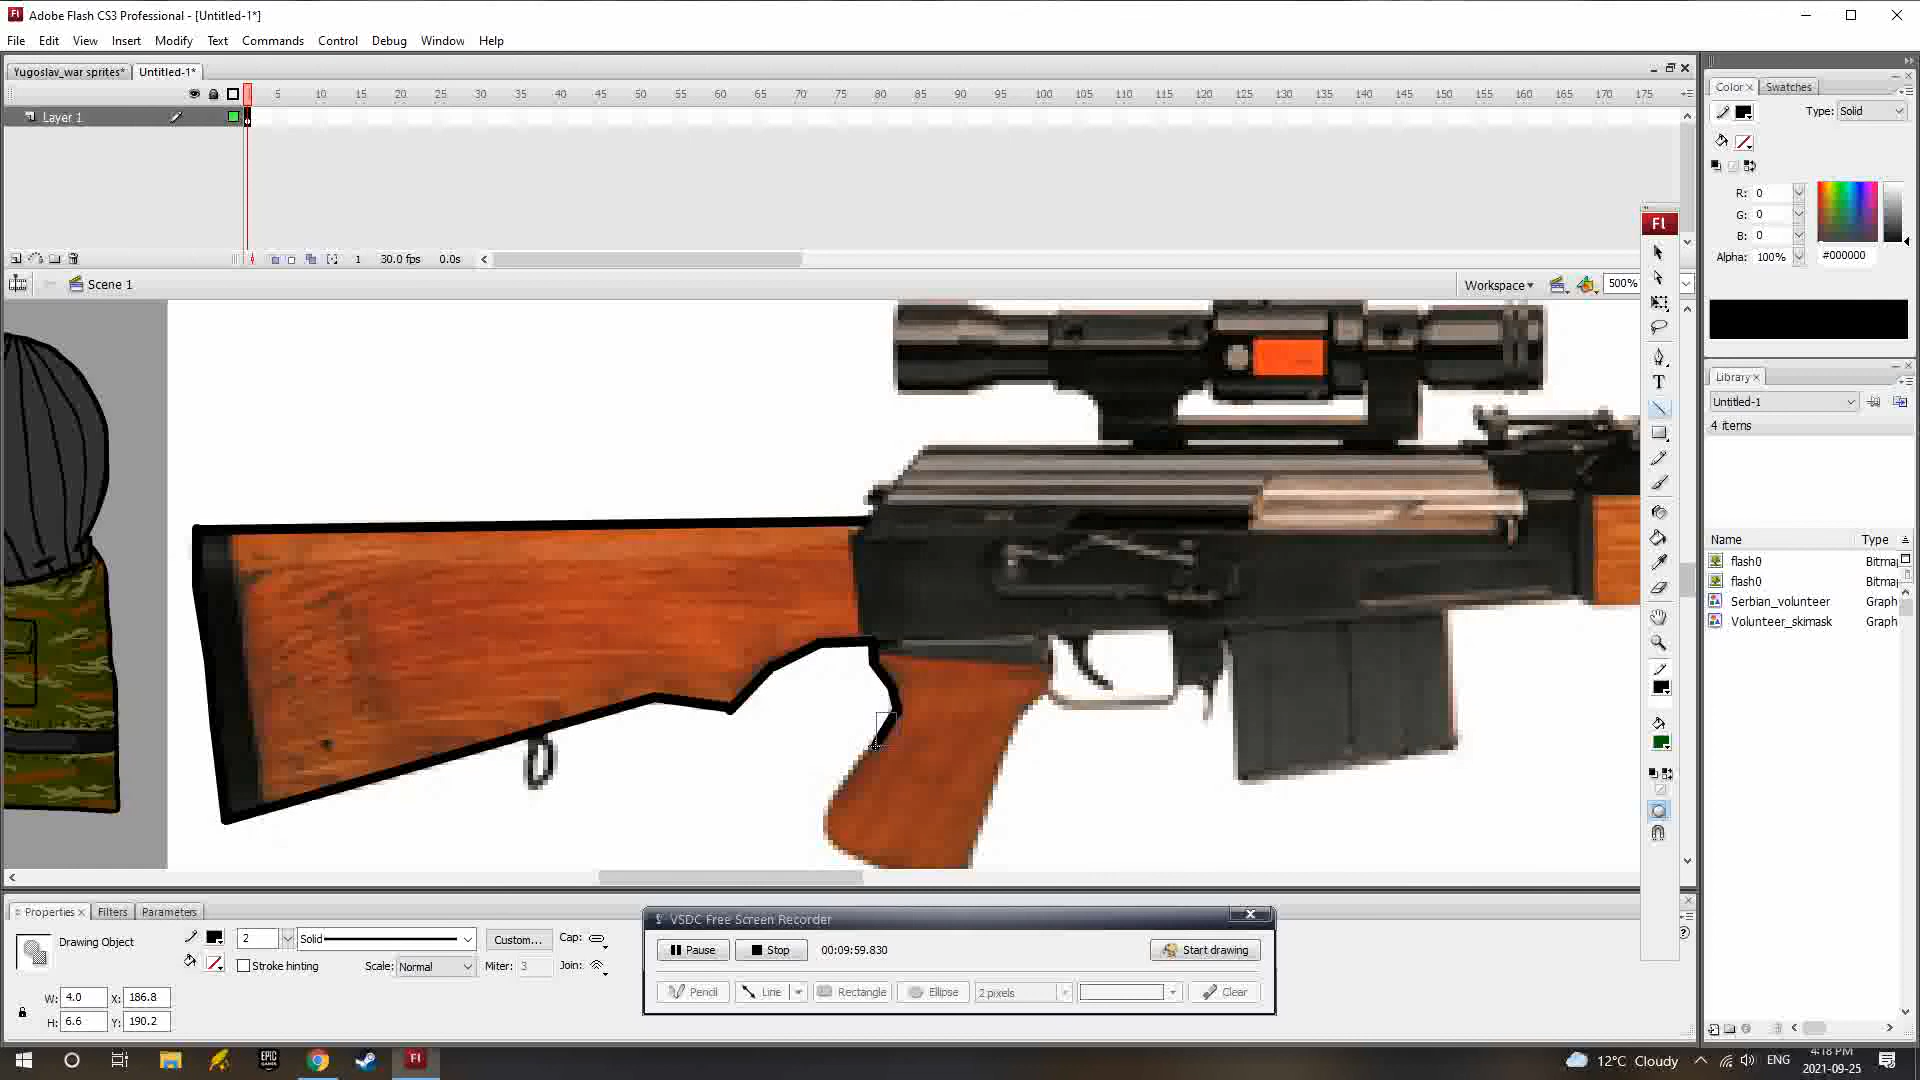 Fl Adobe Flash CS3 Professional - [Untitled-1*]
File Edit View Insert Modify Text Commands Control Debug Window Help
Yugoslav_war sprites* Untitled-1*
5 10 15 20 25 30 35 40 45 50 55 60 65 70 75 80 85 90 95 100 105 110 115 120 125 130 135 140 145 150 155 160 165 170 175
Layer 1
1 30.0 fps 0.0s
Scene 1
Workspace 500%
Color Swatches
Type: Solid
R: 0
G: 0
B: 0
Alpha: 100% #000000
Fl
T
Library
Untitled-1
4 items
Name Type
flash0 Bitma
flash0 Bitma
Serbian_volunteer Graph
Volunteer_skimask Graph
Properties Filters Parameters
Drawing Object
2 Solid Custom... Cap:
Stroke hinting Scale: Normal Miter: 3 Join:
W: 4.0 X: 186.8
H: 6.6 Y: 190.2
VSDC Free Screen Recorder
Pause Stop 00:09:59.830 Start drawing
Pencil Line Rectangle Ellipse 2 pixels Clear
EPIC GAMES
Fl
12°C Cloudy ENG 4:18 PM
2021-09-25